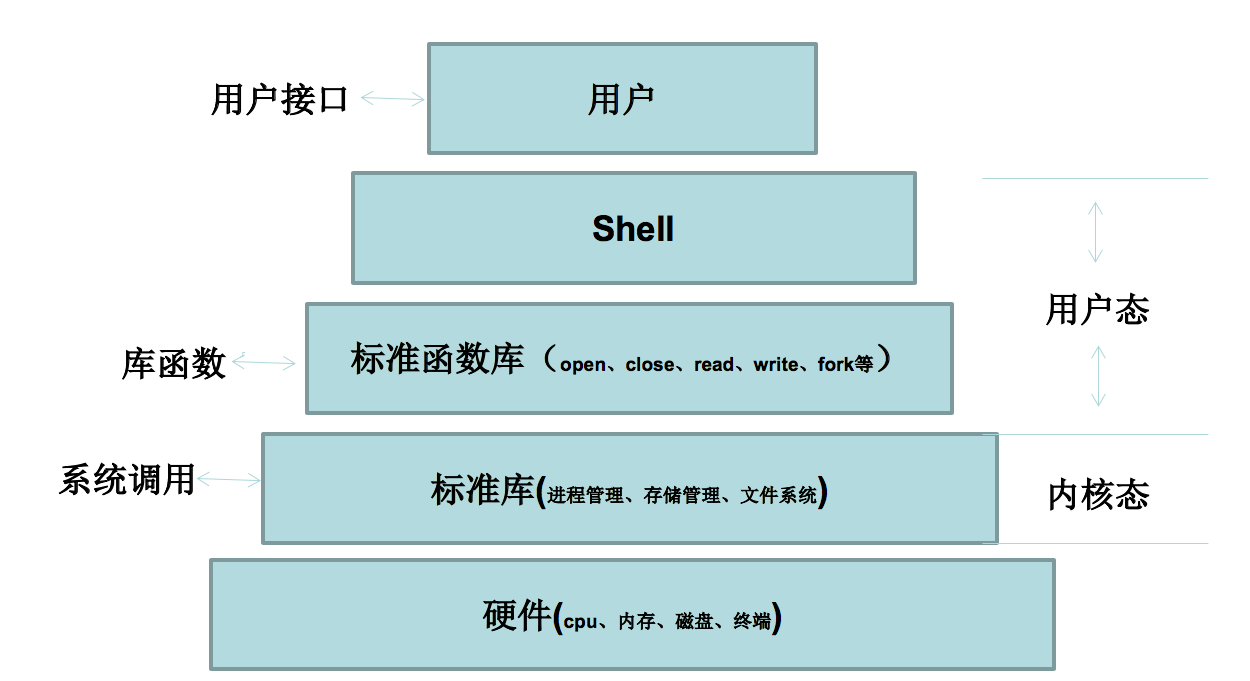 用户接口
用户
Shell
用户态
库函数
标准函数库（open、close、read、write、fork等）
系统调用
标准库(进程管理、存储管理、文件系统)
内核态
硬件(cpu、内存、磁盘、终端)